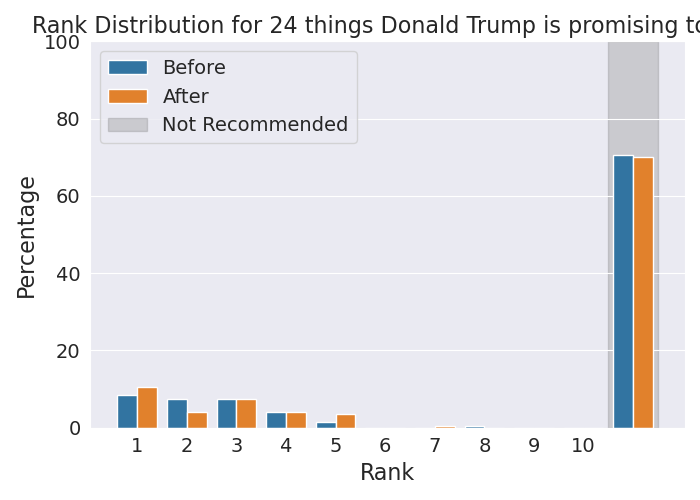 Rank Distribution for 24 things Donald Trump is promising to
100
80
60
40
20
0
Percentage
Before
After
Not Recommended
1 2 3 4 5 6 7 8 9 10
Rank